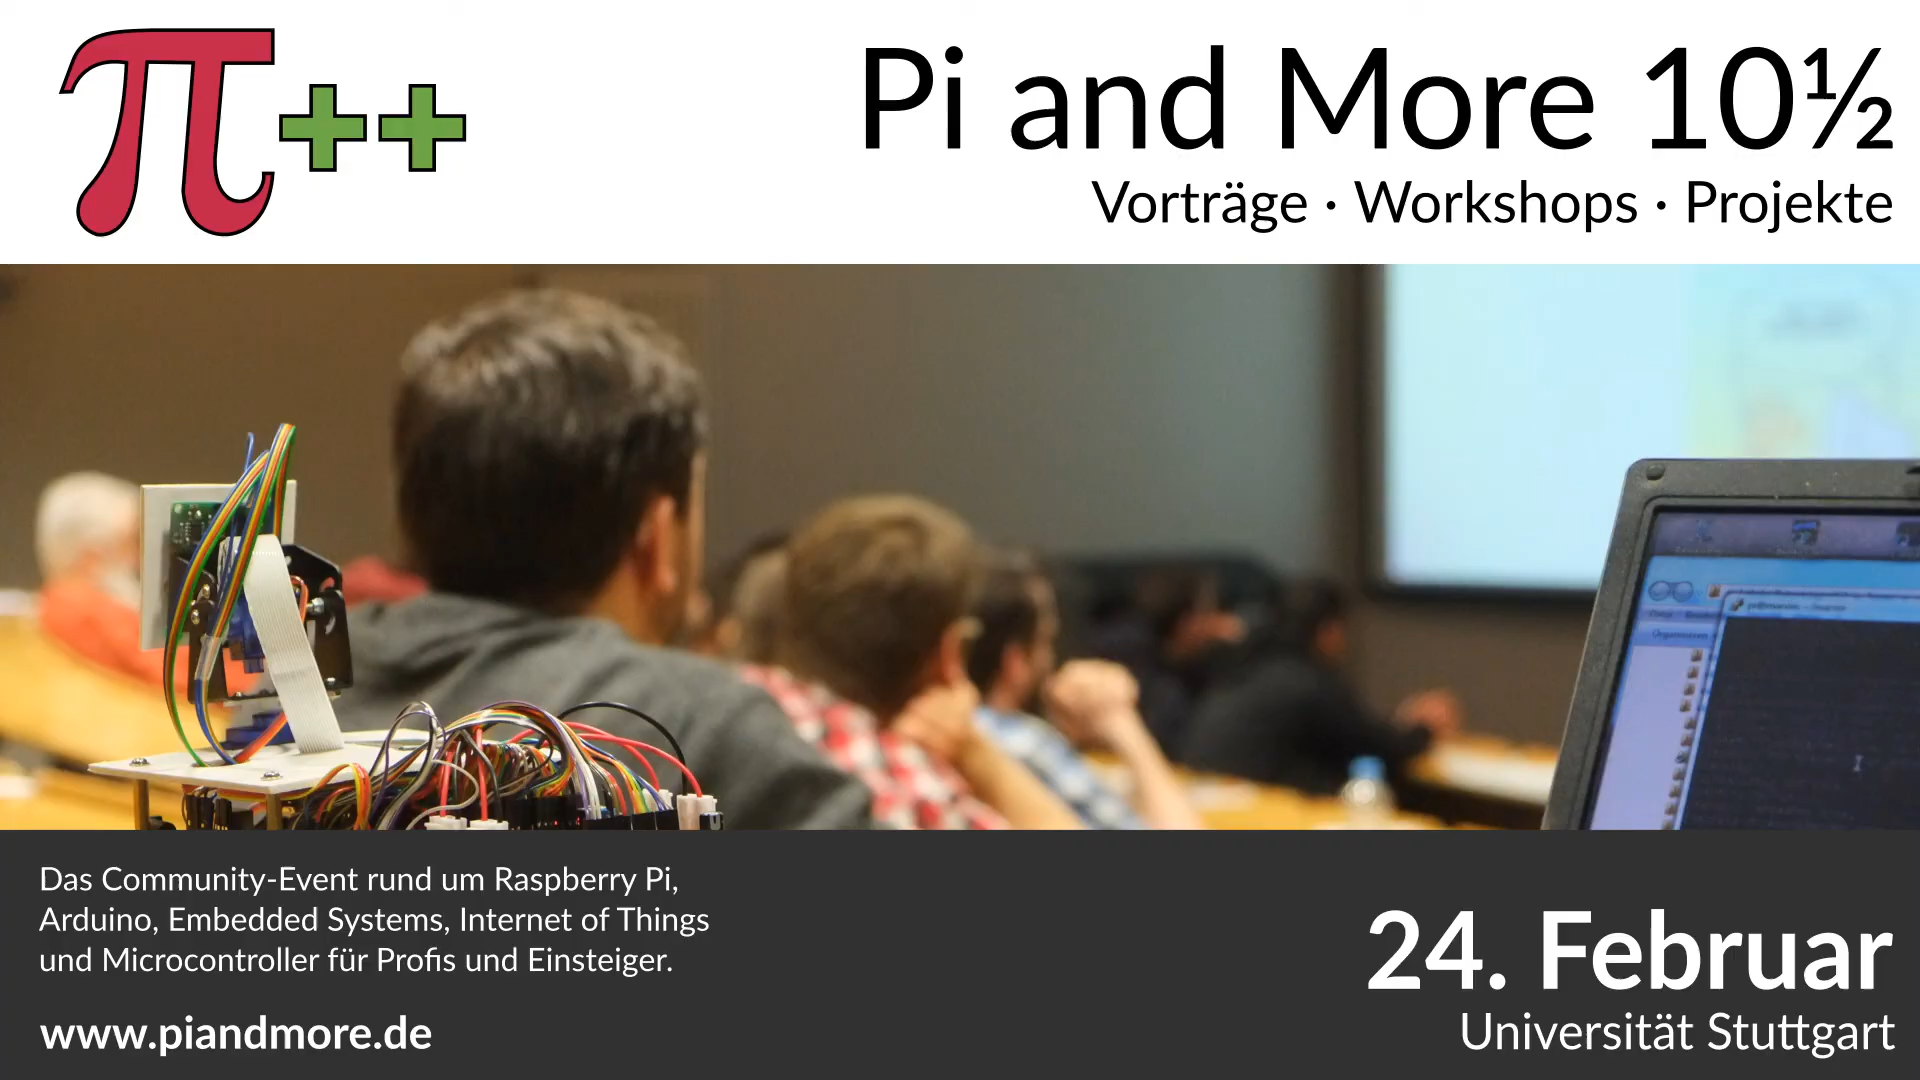 π++
Pi and More 10½
Vorträge · Workshops · Projekte
Das Community-Event rund um Raspberry Pi,
Arduino, Embedded Systems, Internet of Things
und Microcontroller für Profis und Einsteiger.
www.piandmore.de
24. Februar
Universität Stuttgart